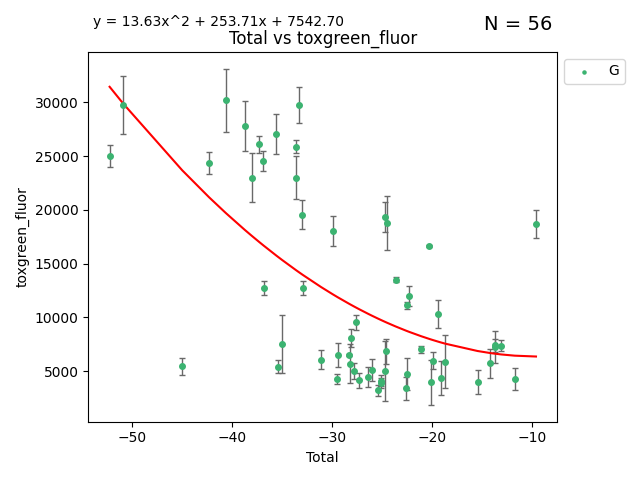 y = 13.63x^2 + 253.71x + 7542.70
N = 56
Total vs toxgreen_fluor
G
toxgreen_fluor
30000
25000
20000
15000
10000
5000
−50 −40 −30 −20 −10
Total